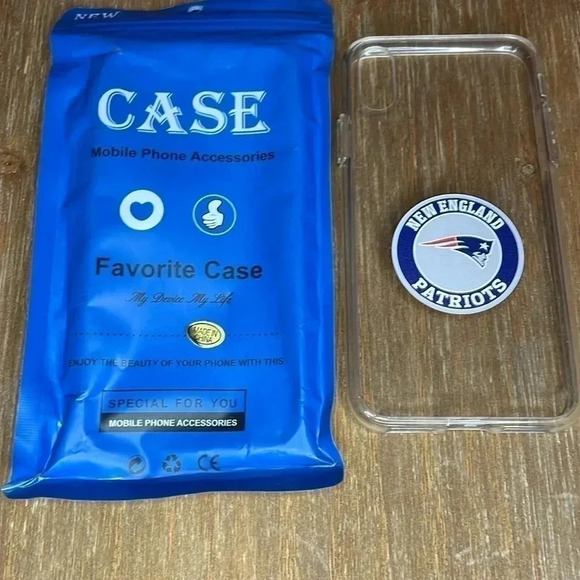 NEW
CASE
Mobile Phone Accessories
Favorite Case
My Device My Life
MADE IN
CHINA
ENJOY THE BEAUTY OF YOUR PHONE WITH THIS
SPECIAL FOR YOU
MOBILE PHONE ACCESSORIES
CE
NEW ENGLAND
PATRIOTS